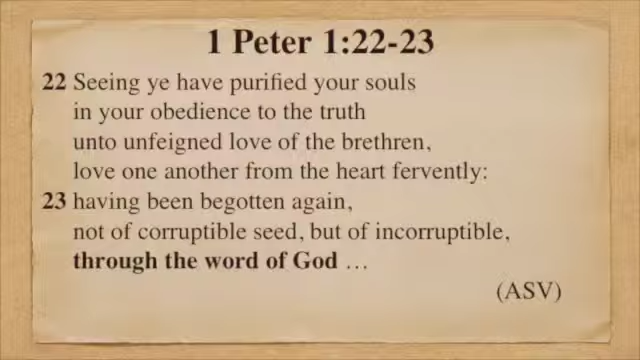 1 Peter 1:22-23
22 Seeing ye have purified your souls
in your obedience to the truth
unto unfeigned love of the brethren,
love one another from the heart fervently:
23 having been begotten again,
not of corruptible seed, but of incorruptible,
through the word of God ...
(ASV)